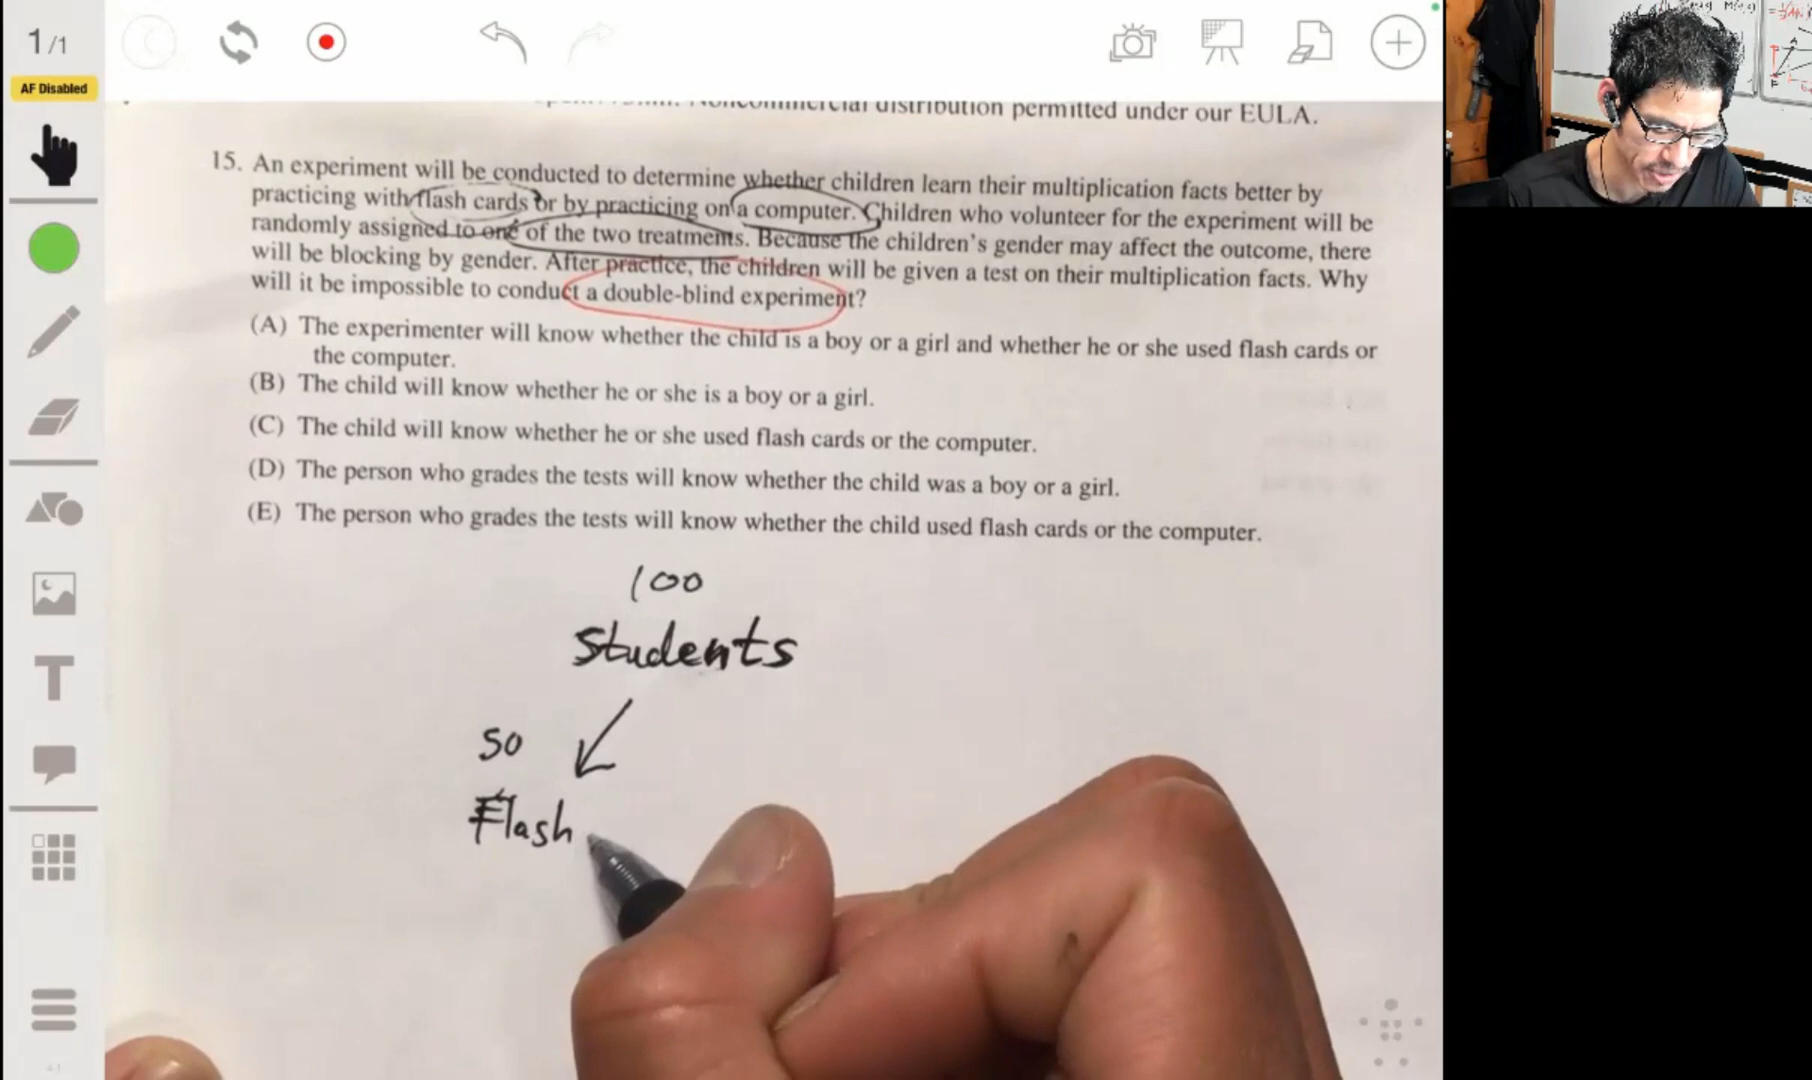 1/1
AF Disabled
distribution permitted under our EULA.
15. An experiment will be conducted to determine whether children learn their multiplication facts better by
practicing with flash cards or by practicing on a computer. Children who volunteer for the experiment will be
randomly assigned to one of the two treatments. Because the children's gender may affect the outcome, there
will be blocking by gender. After practice, the children will be given a test on their multiplication facts. Why
will it be impossible to conduct a double-blind experiment?
(A) The experimenter will know whether the child is a boy or a girl and whether he or she used flash cards or
the computer.
(B) The child will know whether he or she is a boy or a girl.
(C) The child will know whether he or she used flash cards or the computer.
(D) The person who grades the tests will know whether the child was a boy or a girl.
(E) The person who grades the tests will know whether the child used flash cards or the computer.
100
Students
50
Flash
T